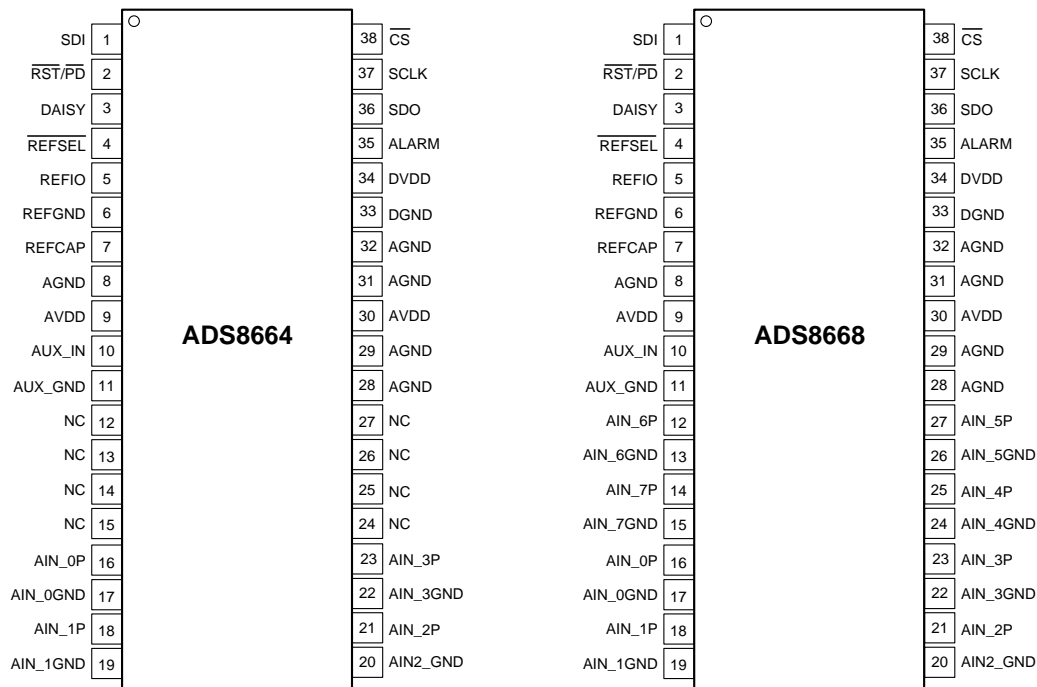 SDI 1 38 CS SDI 1 38 CS
RST/PD 2 37 SCLK RST/PD 2 37 SCLK
DAISY 3 36 SDO DAISY 3 36 SDO
REFSEL 4 35 ALARM REFSEL 4 35 ALARM
REFIO 5 34 DVDD REFIO 5 34 DVDD
REFGND 6 33 DGND REFGND 6 33 DGND
REFCAP 7 32 AGND REFCAP 7 32 AGND
AGND 8 31 AGND AGND 8 31 AGND
AVDD 9 30 AVDD AVDD 9 30 AVDD
ADS8664 ADS8668
AUX_IN 10 29 AGND AUX_IN 10 29 AGND
AUX_GND 11 28 AGND AUX_GND 11 28 AGND
NC 12 27 NC AIN_6P 12 27 AIN_5P
NC 13 26 NC AIN_6GND 13 26 AIN_5GND
NC 14 25 NC AIN_7P 14 25 AIN_4P
NC 15 24 NC AIN_7GND 15 24 AIN_4GND
AIN_0P 16 23 AIN_3P AIN_0P 16 23 AIN_3P
AIN_0GND 17 22 AIN_3GND AIN_0GND 17 22 AIN_3GND
AIN_1P 18 21 AIN_2P AIN_1P 18 21 AIN_2P
AIN_1GND 19 20 AIN2_GND AIN_1GND 19 20 AIN2_GND